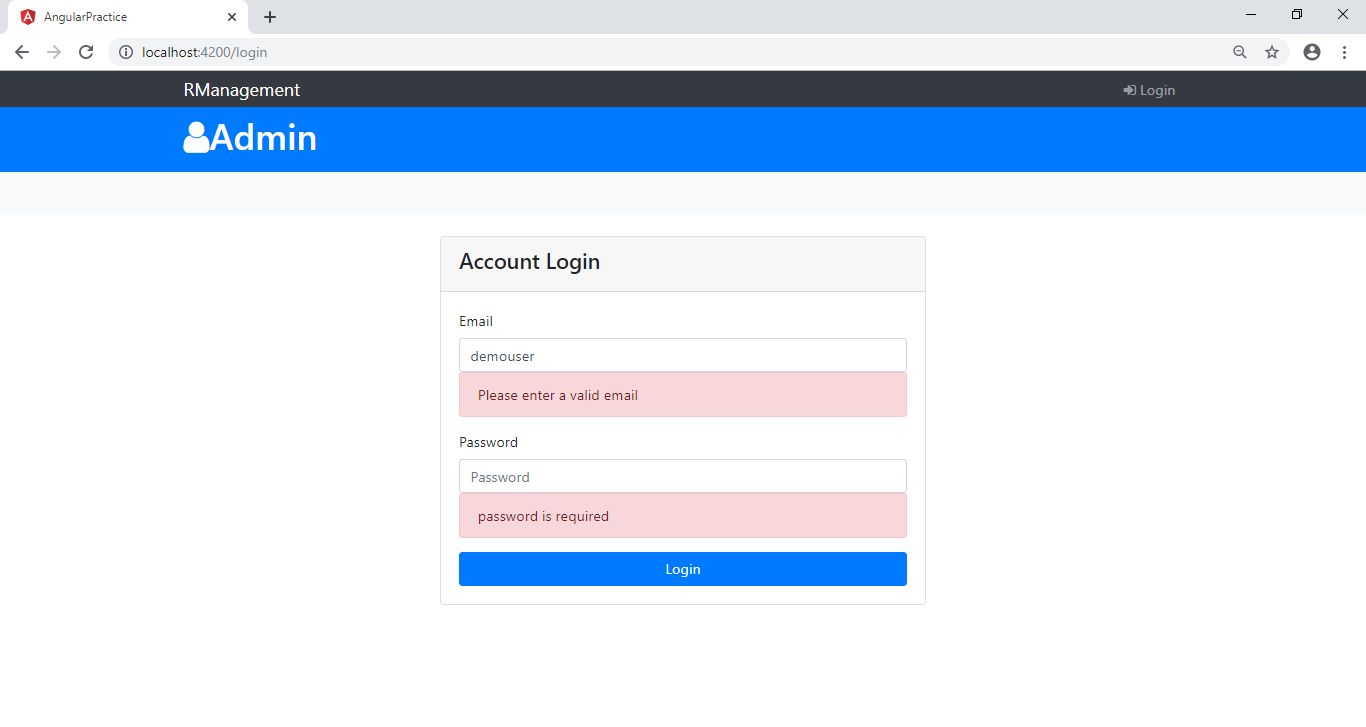 AngularPractice
localhost:4200/login
RManagement
Login
Admin
Account Login
Email
demouser
Please enter a valid email
Password
Password
password is required
Login